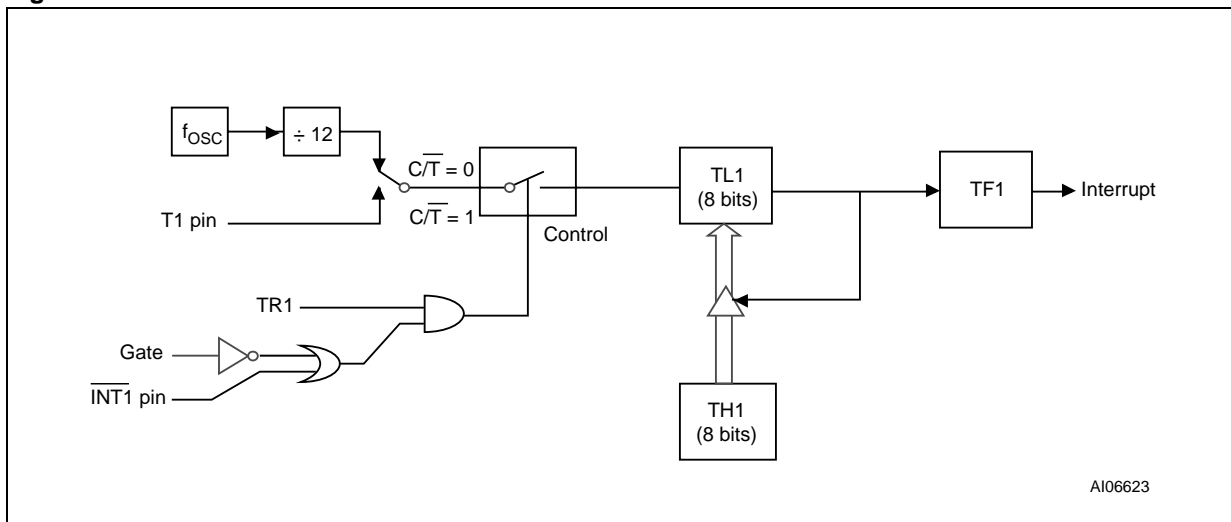 fOSC
÷ 12
C/T̅ = 0
C/T̅ = 1
T1 pin
Control
TL1
(8 bits)
TF1
Interrupt
TR1
Gate
I̅N̅T̅1̅ pin
TH1
(8 bits)
AI06623